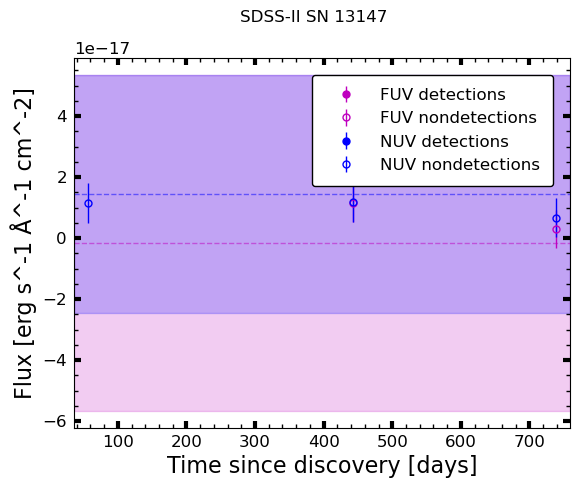 SDSS-II SN 13147
1e−17
FUV detections
FUV nondetections
NUV detections
NUV nondetections
4
2
0
−2
−4
−6
Flux [erg s^-1 Å^-1 cm^-2]
100 200 300 400 500 600 700
Time since discovery [days]